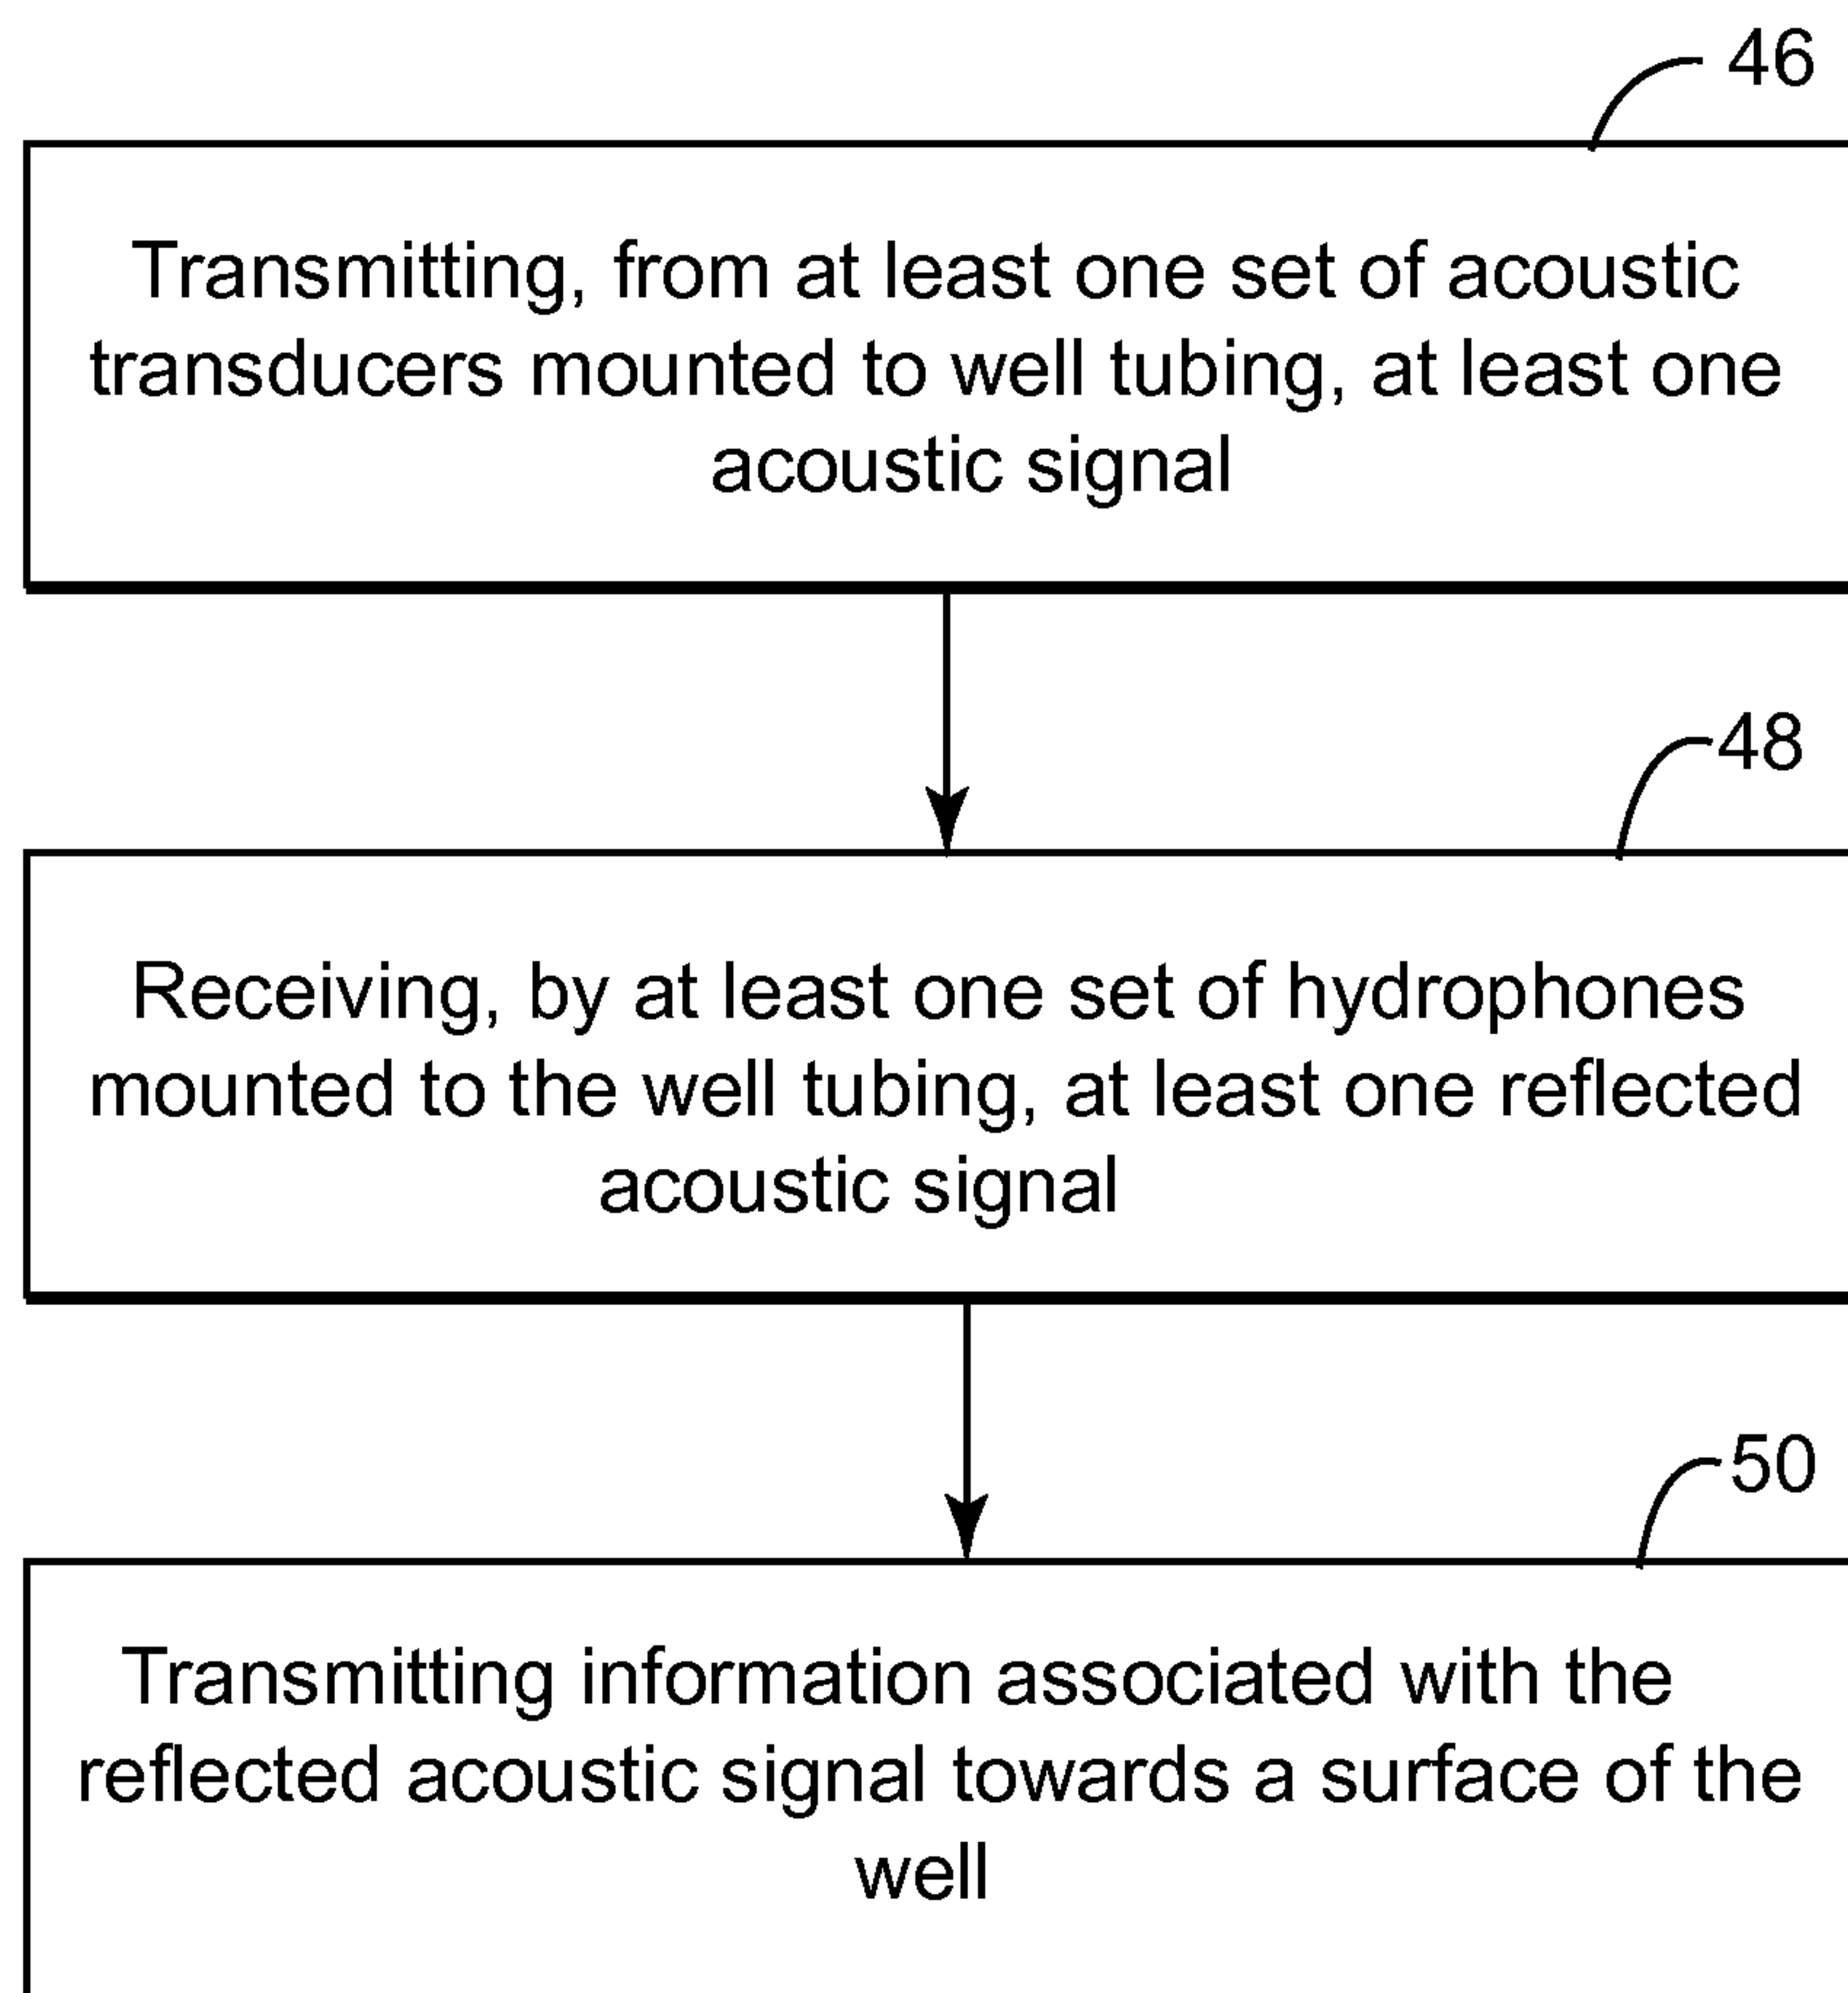 46
Transmitting, from at least one set of acoustic
transducers mounted to well tubing, at least one
acoustic signal
48
Receiving, by at least one set of hydrophones
mounted to the well tubing, at least one reflected
acoustic signal
50
Transmitting information associated with the
reflected acoustic signal towards a surface of the
well